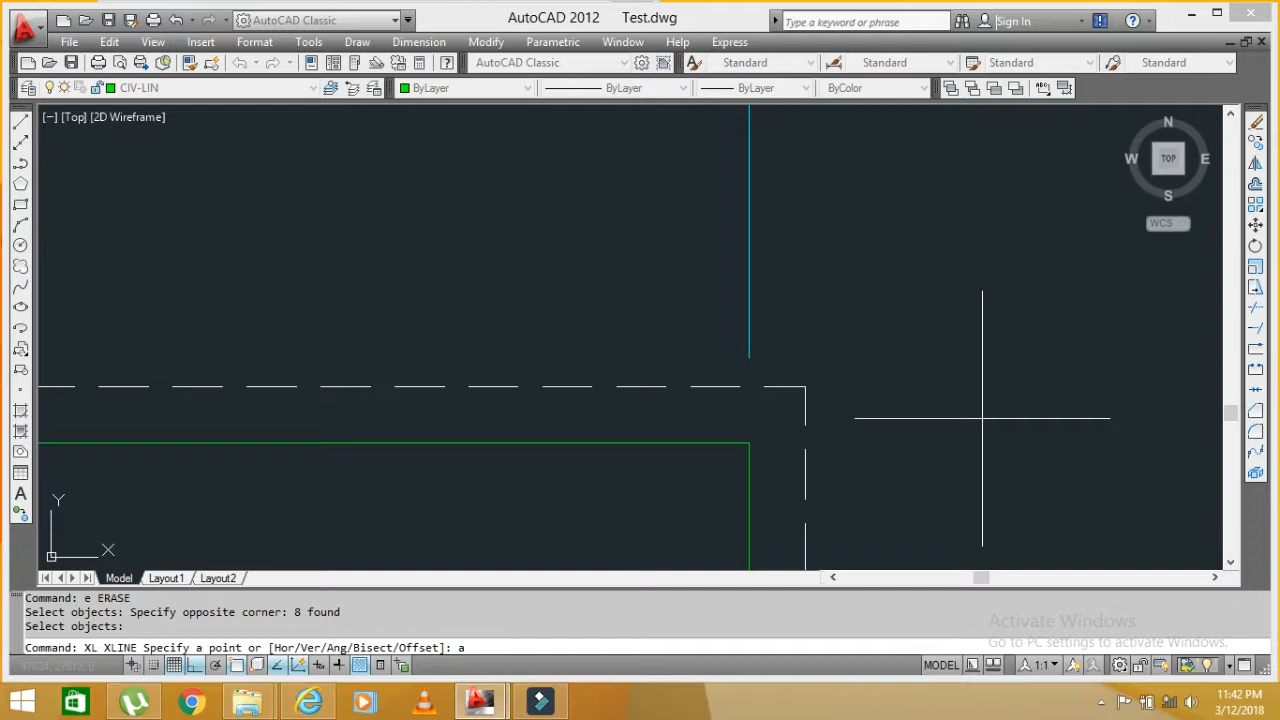 AutoCAD Classic
AutoCAD 2012 Test.dwg
Type a keyword or phrase
Sign In
File Edit View Insert Format Tools Draw Dimension Modify Parametric Window Help Express
AutoCAD Classic
Standard
Standard
Standard
Standard
CIV-LIN
ByLayer
ByLayer
ByLayer
ByColor
[−] [Top] [2D Wireframe]
N
W TOP E
S
WCS
Y
X
Model Layout1 Layout2
Command: e ERASE
Select objects: Specify opposite corner: 8 found
Select objects:
Command: XL XLINE Specify a point or [Hor/Ver/Ang/Bisect/Offset]: a
Activate Windows
Go to PC settings to activate Windows.
MODEL
1:1
11:42 PM
3/12/2018